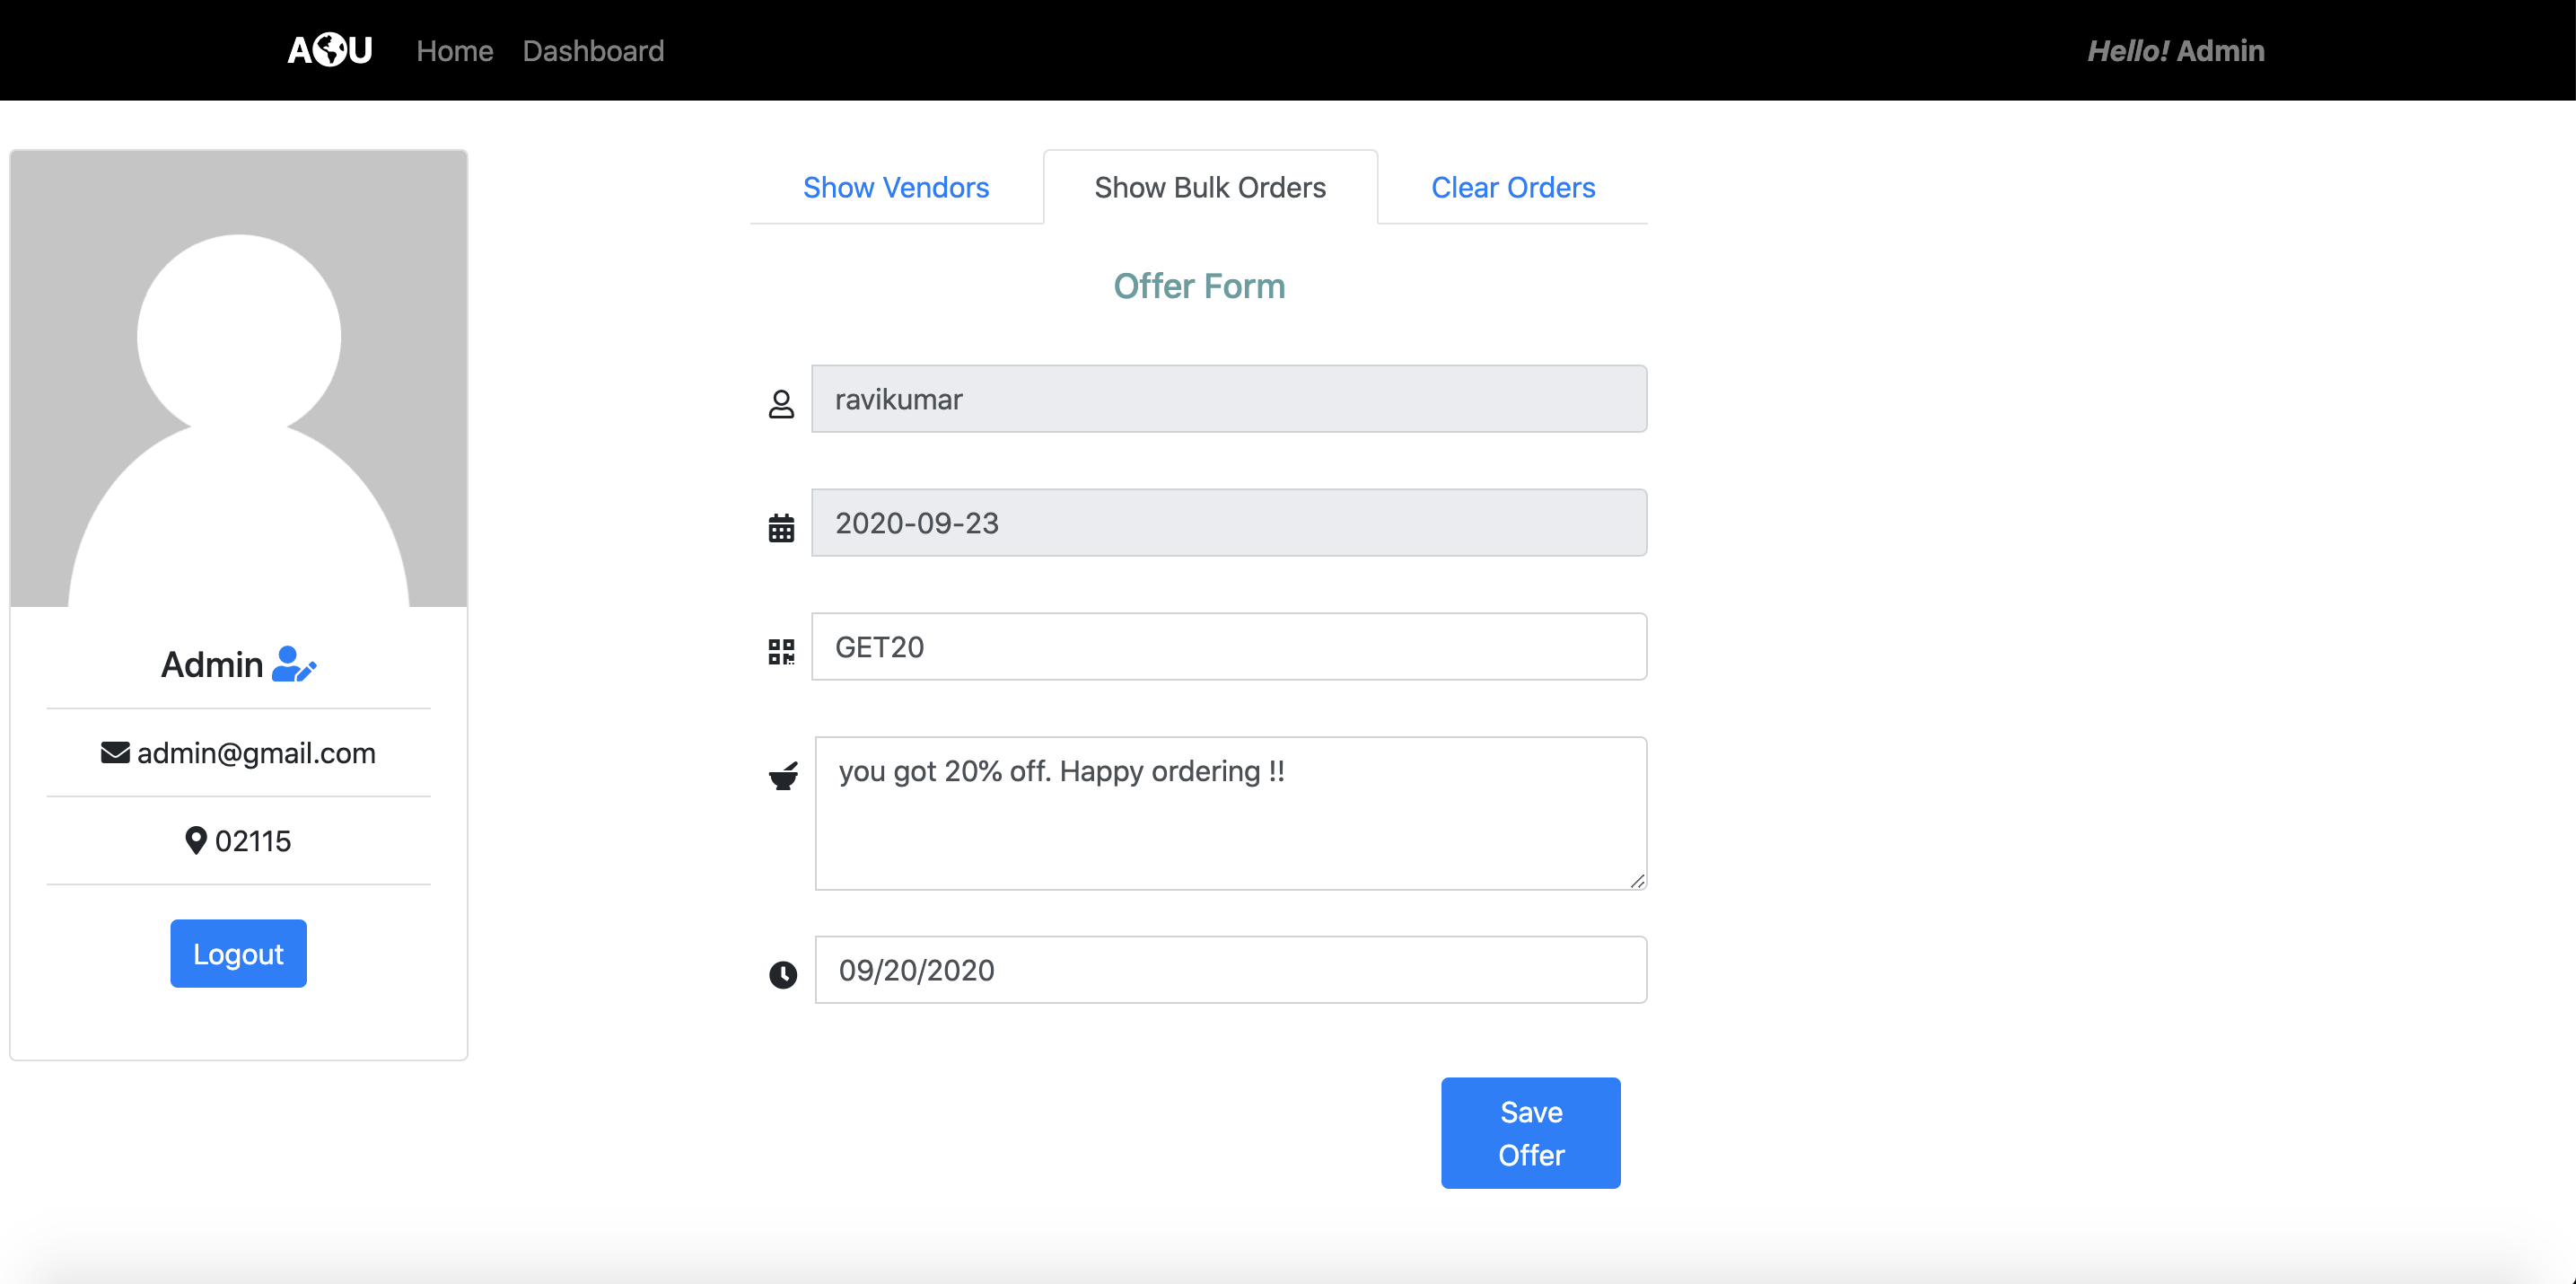 AOU Home Dashboard Hello! Admin
Show Vendors Show Bulk Orders Clear Orders
Offer Form
ravikumar
2020-09-23
GET20
you got 20% off. Happy ordering !!
09/20/2020
Save
Offer
Admin
admin@gmail.com
02115
Logout